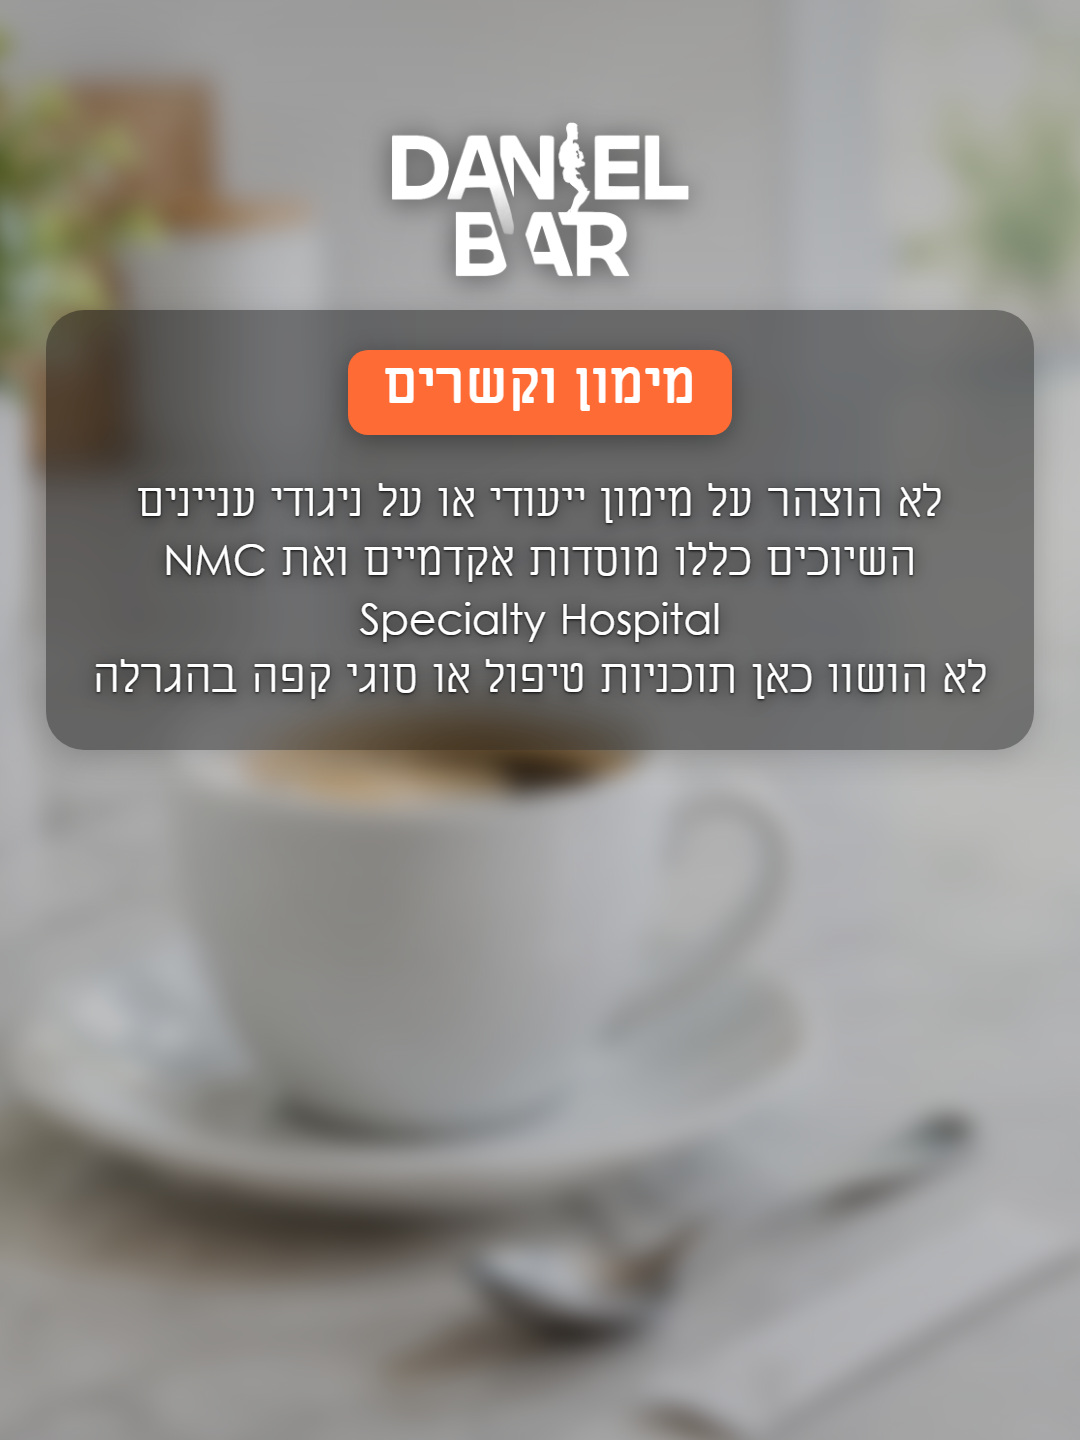 DANIEL
BAR
מימון וקשרים
לא הוצהר על מימון ייעודי או על ניגודי עניינים
השיוכים כללו מוסדות אקדמיים ואת NMC
Specialty Hospital
לא הושוו כאן תוכניות טיפול או סוגי קפה בהגרלה